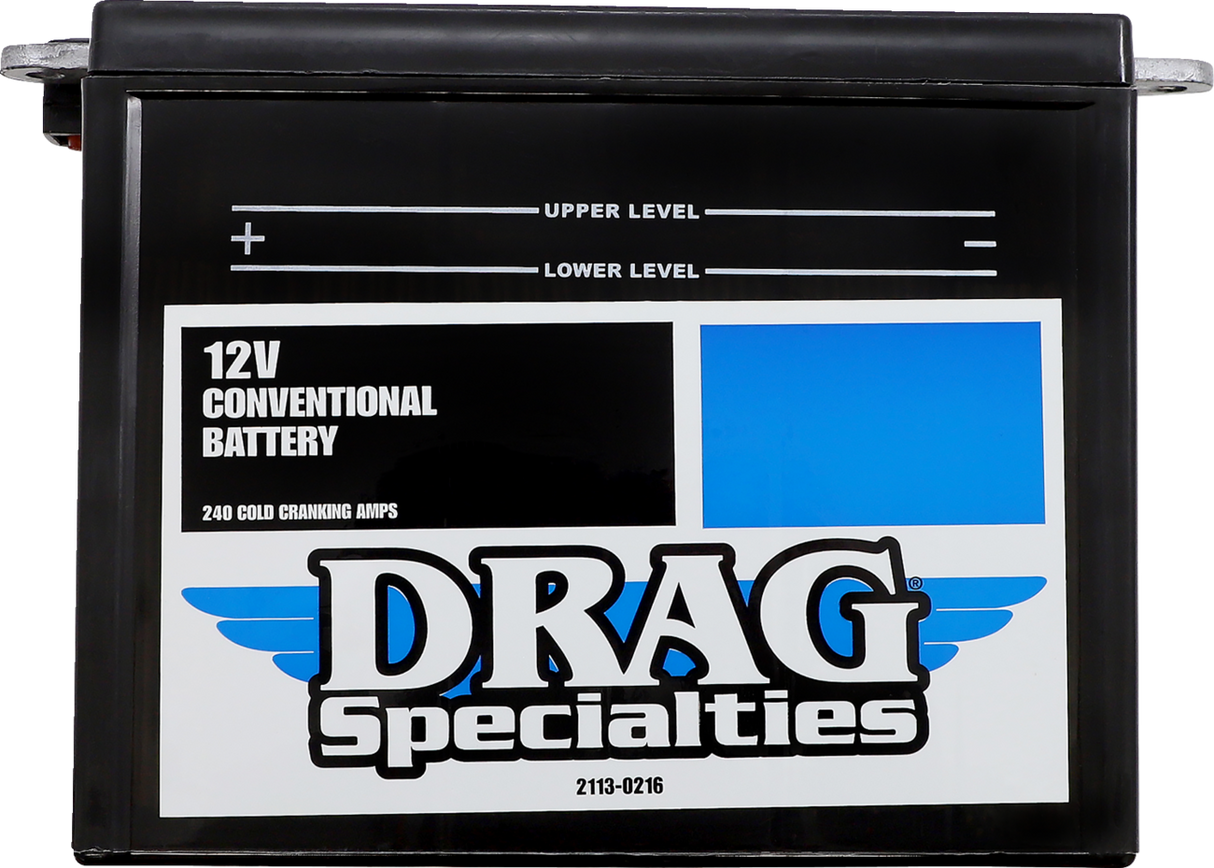 UPPER LEVEL
+ −
LOWER LEVEL
12V
CONVENTIONAL
BATTERY
240 COLD CRANKING AMPS
DRAG®
Specialties
2113-0216